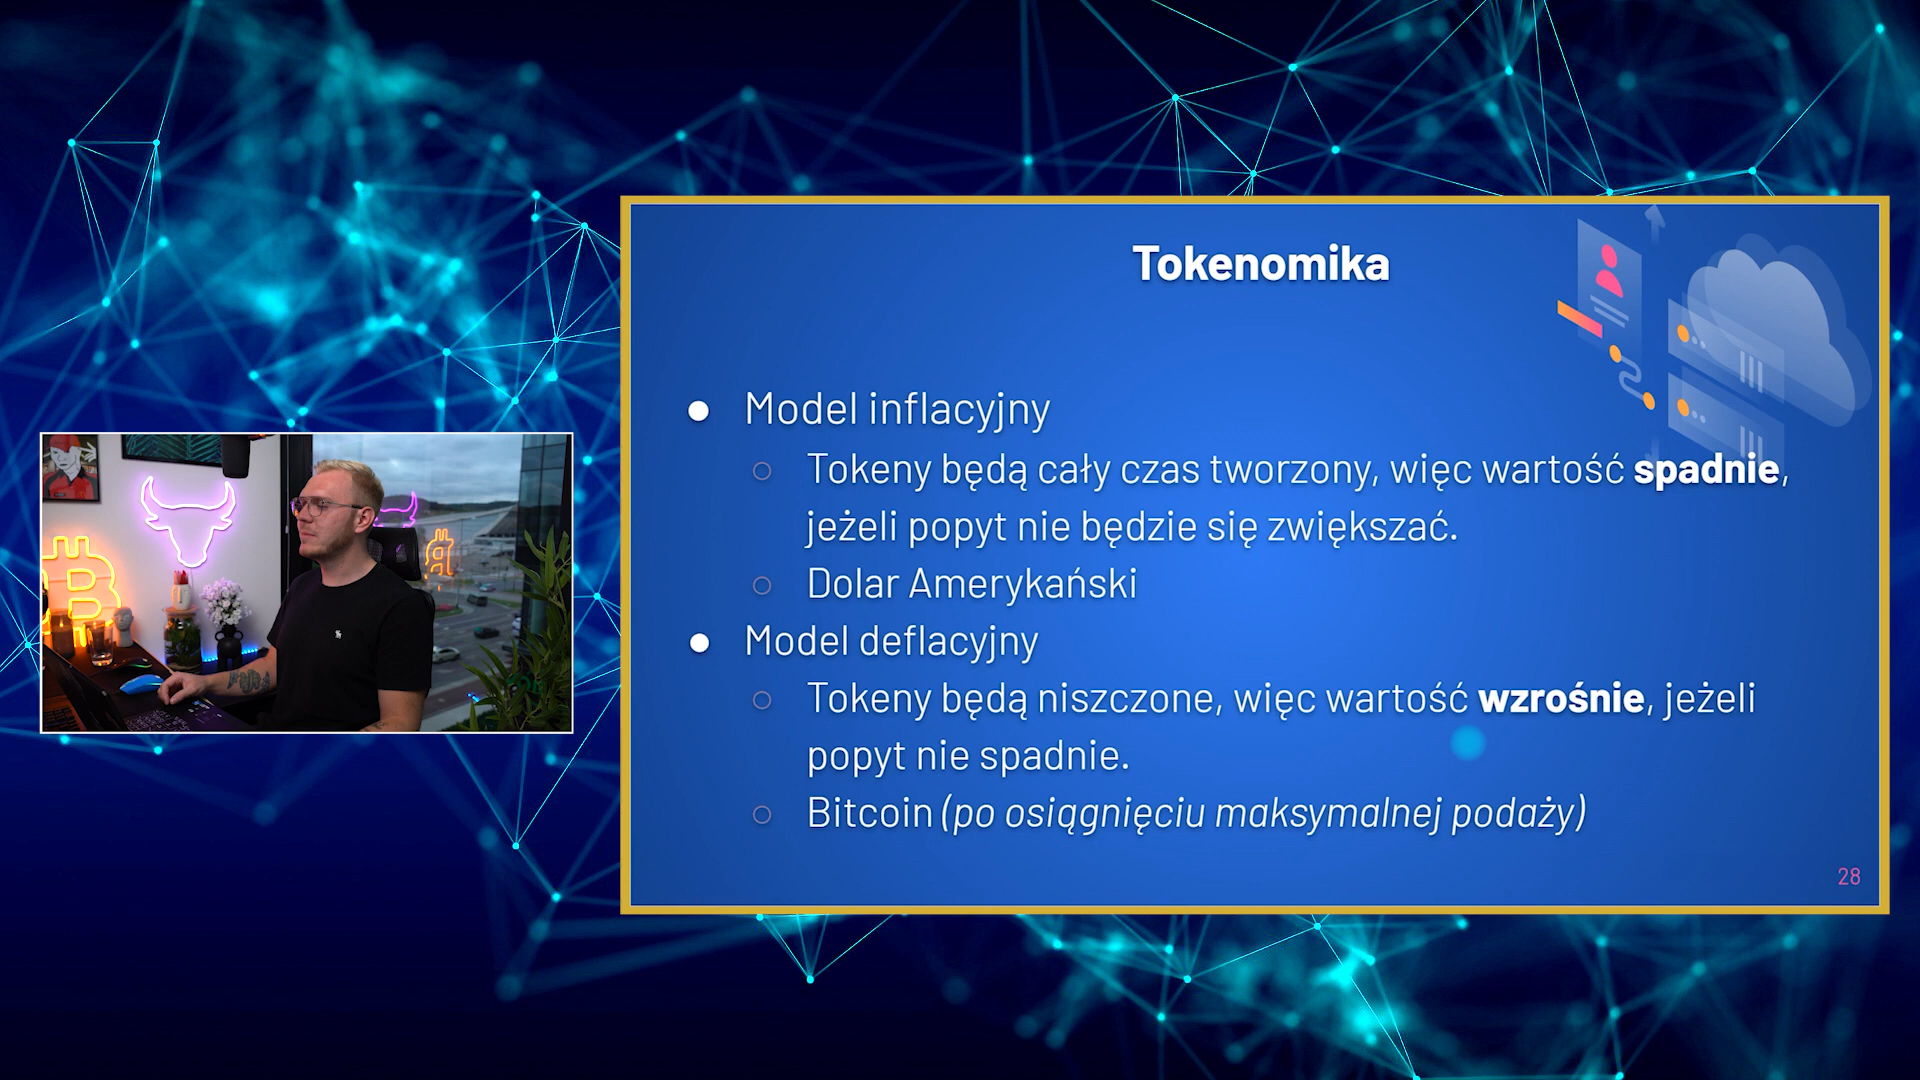 Tokenomika
Model inflacyjny
Tokeny będą cały czas tworzony, więc wartość spadnie,
jeżeli popyt nie będzie się zwiększać.
Dolar Amerykański
Model deflacyjny
Tokeny będą niszczone, więc wartość wzrośnie, jeżeli
popyt nie spadnie.
Bitcoin (po osiągnięciu maksymalnej podaży)
28